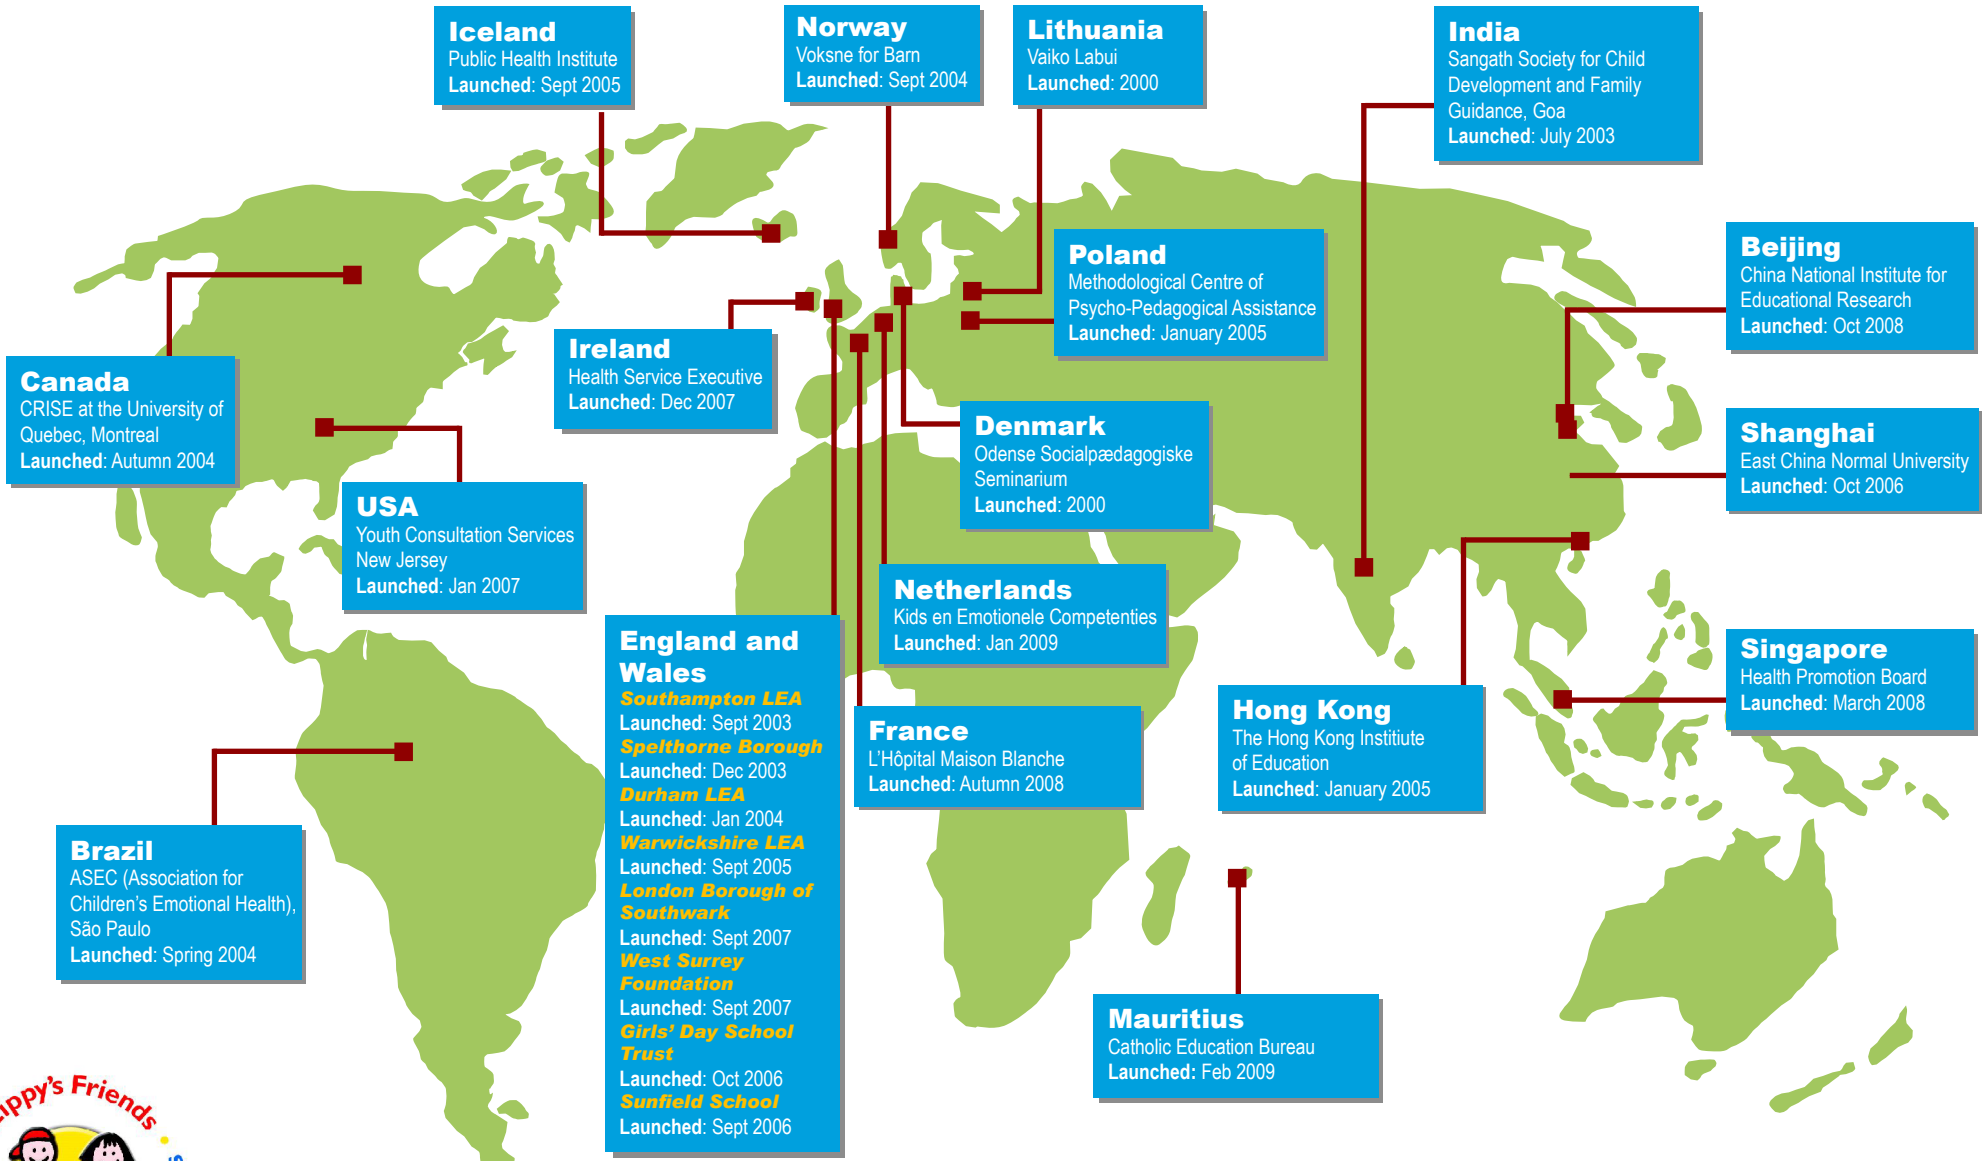 Iceland
Public Health Institute
Launched: Sept 2005
Norway
Voksne for Barn
Launched: Sept 2004
Lithuania
Vaiko Labui
Launched: 2000
India
Sangath Society for Child
Development and Family
Guidance, Goa
Launched: July 2003
Poland
Methodological Centre of
Psycho-Pedagogical Assistance
Launched: January 2005
Beijing
China National Institute for
Educational Research
Launched: Oct 2008
Ireland
Health Service Executive
Launched: Dec 2007
Canada
CRISE at the University of
Quebec, Montreal
Launched: Autumn 2004
Denmark
Odense Socialpædagogiske
Seminarium
Launched: 2000
Shanghai
East China Normal University
Launched: Oct 2006
USA
Youth Consultation Services
New Jersey
Launched: Jan 2007
Netherlands
Kids en Emotionele Competenties
Launched: Jan 2009
England and
Wales
Southampton LEA
Launched: Sept 2003
Spelthorne Borough
Launched: Dec 2003
Durham LEA
Launched: Jan 2004
Warwickshire LEA
Launched: Sept 2005
London Borough of
Southwark
Launched: Sept 2007
West Surrey
Foundation
Launched: Sept 2007
Girls' Day School
Trust
Launched: Oct 2006
Sunfield School
Launched: Sept 2006
France
L'Hôpital Maison Blanche
Launched: Autumn 2008
Hong Kong
The Hong Kong Institiute
of Education
Launched: January 2005
Singapore
Health Promotion Board
Launched: March 2008
Brazil
ASEC (Association for
Children's Emotional Health),
São Paulo
Launched: Spring 2004
Mauritius
Catholic Education Bureau
Launched: Feb 2009
ippy's Friends